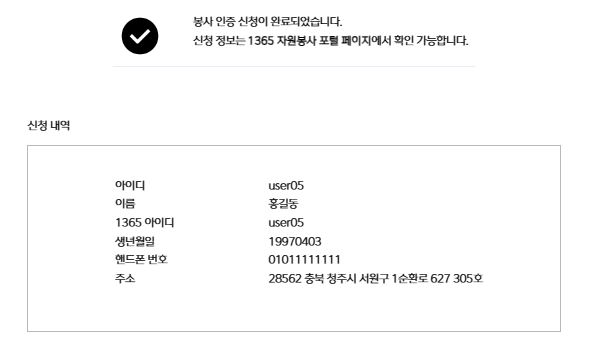 봉사 인증 신청이 완료되었습니다.
신청 정보는 1365 자원봉사 포털 페이지에서 확인 가능합니다.
신청 내역
아이디 user05
이름 홍길동
1365 아이디 user05
생년월일 19970403
핸드폰 번호 01011111111
주소 28562 충북 청주시 서원구 1순환로 627 305호